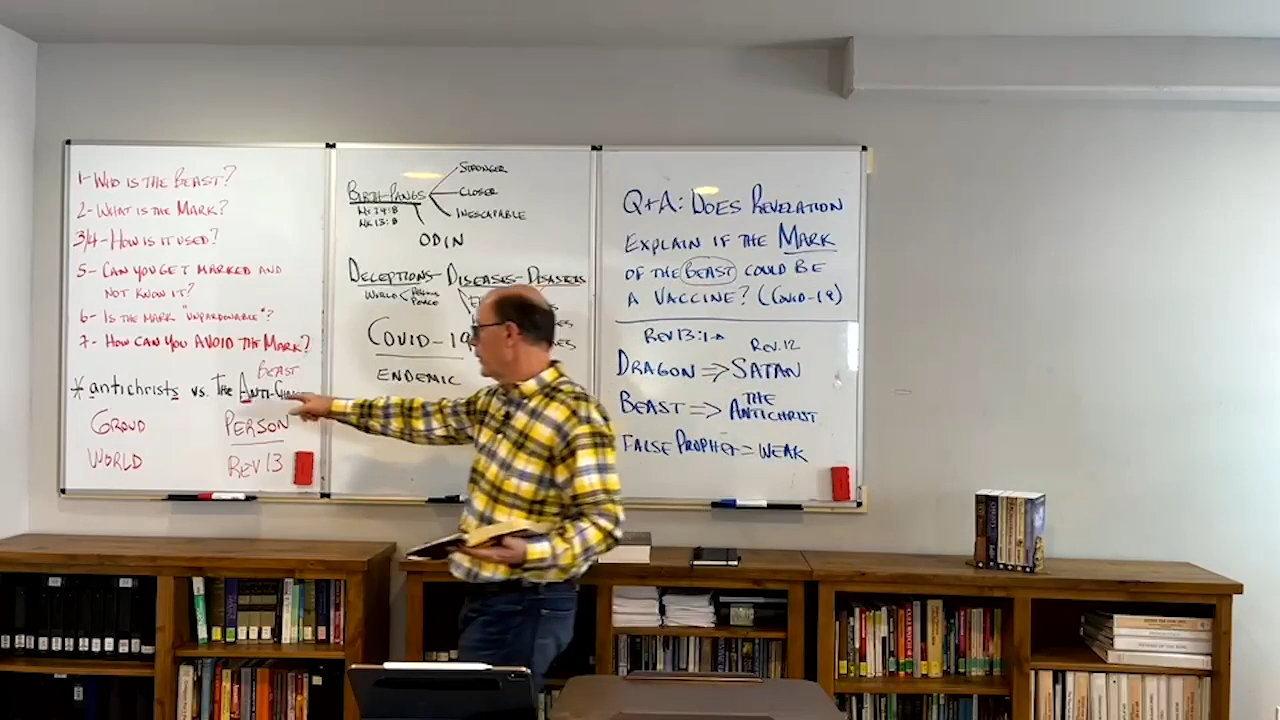 1- WHO IS THE BEAST?
2- WHAT IS THE MARK?
3/4- HOW IS IT USED?
5- CAN YOU GET MARKED AND
NOT KNOW IT?
6- IS THE MARK "UNPARDONABLE"?
7- HOW CAN YOU AVOID THE MARK?
BEAST
* antichrists vs. THE ANTI-
GROUP PERSON
WORLD REV 13
BIRTH-PANGS
STRONGER
CLOSER
INESCAPABLE
Mt. 24:8
Mk 13:8
ODIN
DECEPTIONS- DISEASES- DISASTERS
WORLD
PEACE
COVID-19
ENDEMIC
Q+A: DOES REVELATION
EXPLAIN IF THE MARK
OF THE BEAST COULD BE
A VACCINE? (COVID-19)
REV 13:1-
REV. 12
DRAGON => SATAN
BEAST => THE ANTICHRIST
FALSE PROPHET = WEAK